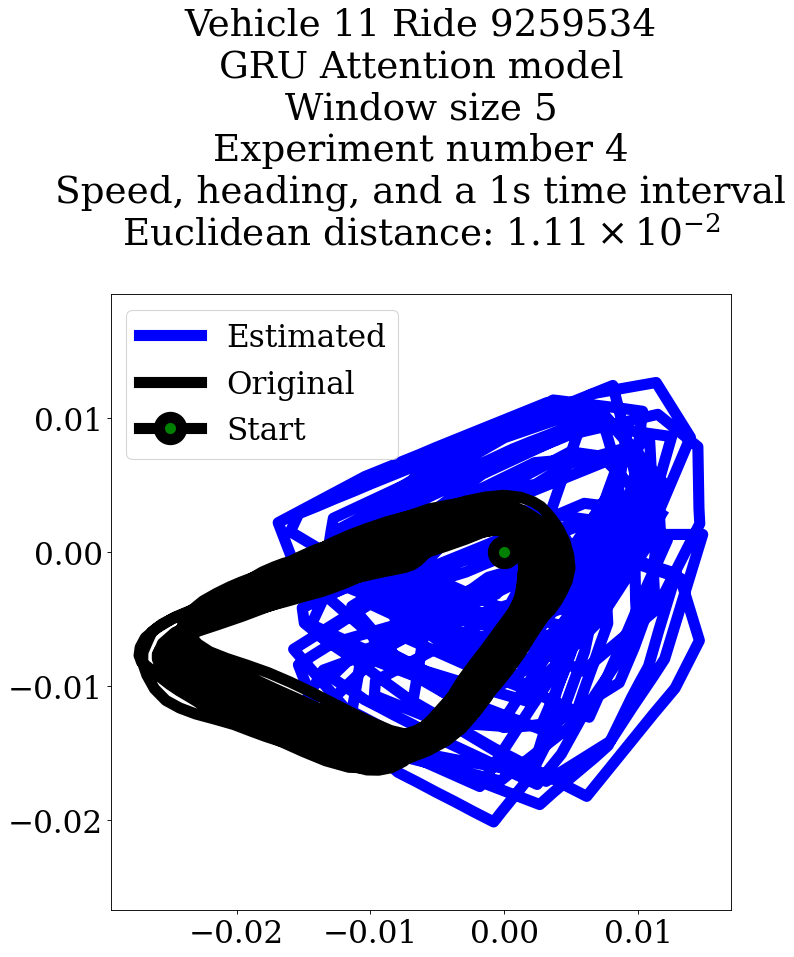 Vehicle 11 Ride 9259534
GRU Attention model
Window size 5
Experiment number 4
Speed, heading, and a 1s time interval
Euclidean distance: 1.11 × 10⁻²
Estimated
Original
Start
0.01
0.00
−0.01
−0.02
−0.02 −0.01 0.00 0.01